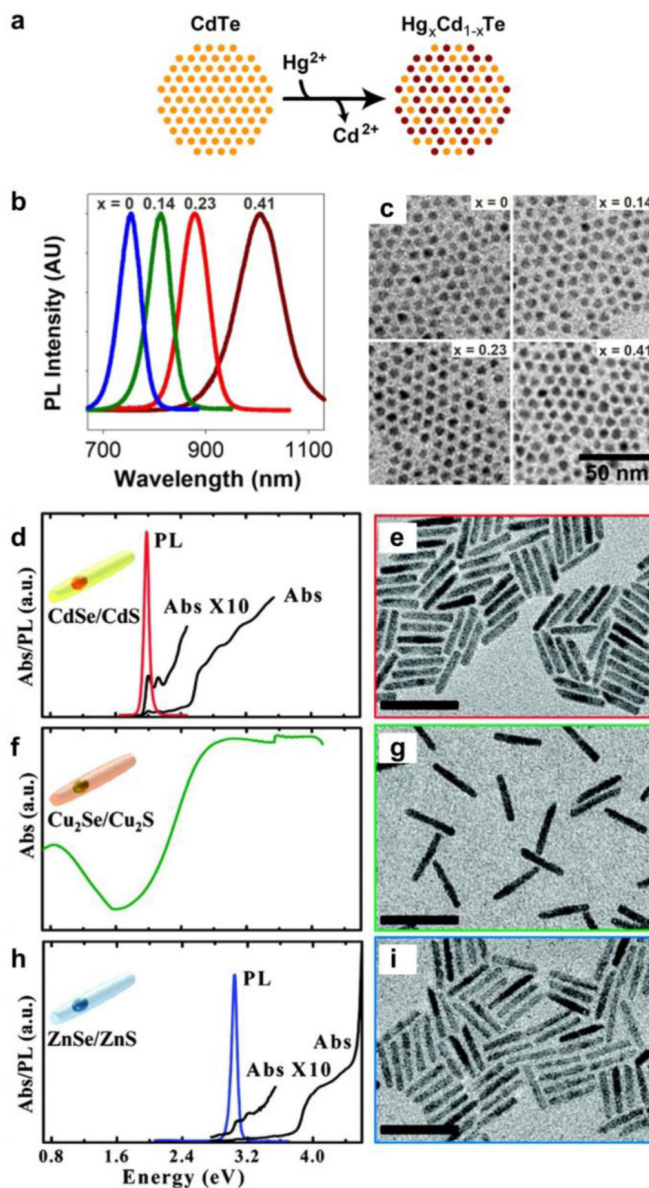 a
CdTe
HgₓCd₁₋ₓTe
Hg²⁺
Cd²⁺
b
x = 0 0.14 0.23 0.41
PL Intensity (AU)
700 900 1100
Wavelength (nm)
c
x = 0
x = 0.14
x = 0.23
x = 0.41
50 nm
d
PL
Abs X10
Abs
CdSe/CdS
Abs/PL (a.u.)
e
f
Cu₂Se/Cu₂S
Abs (a.u.)
g
h
PL
Abs
Abs X10
ZnSe/ZnS
Abs/PL (a.u.)
0.8 1.6 2.4 3.2 4.0
Energy (eV)
i